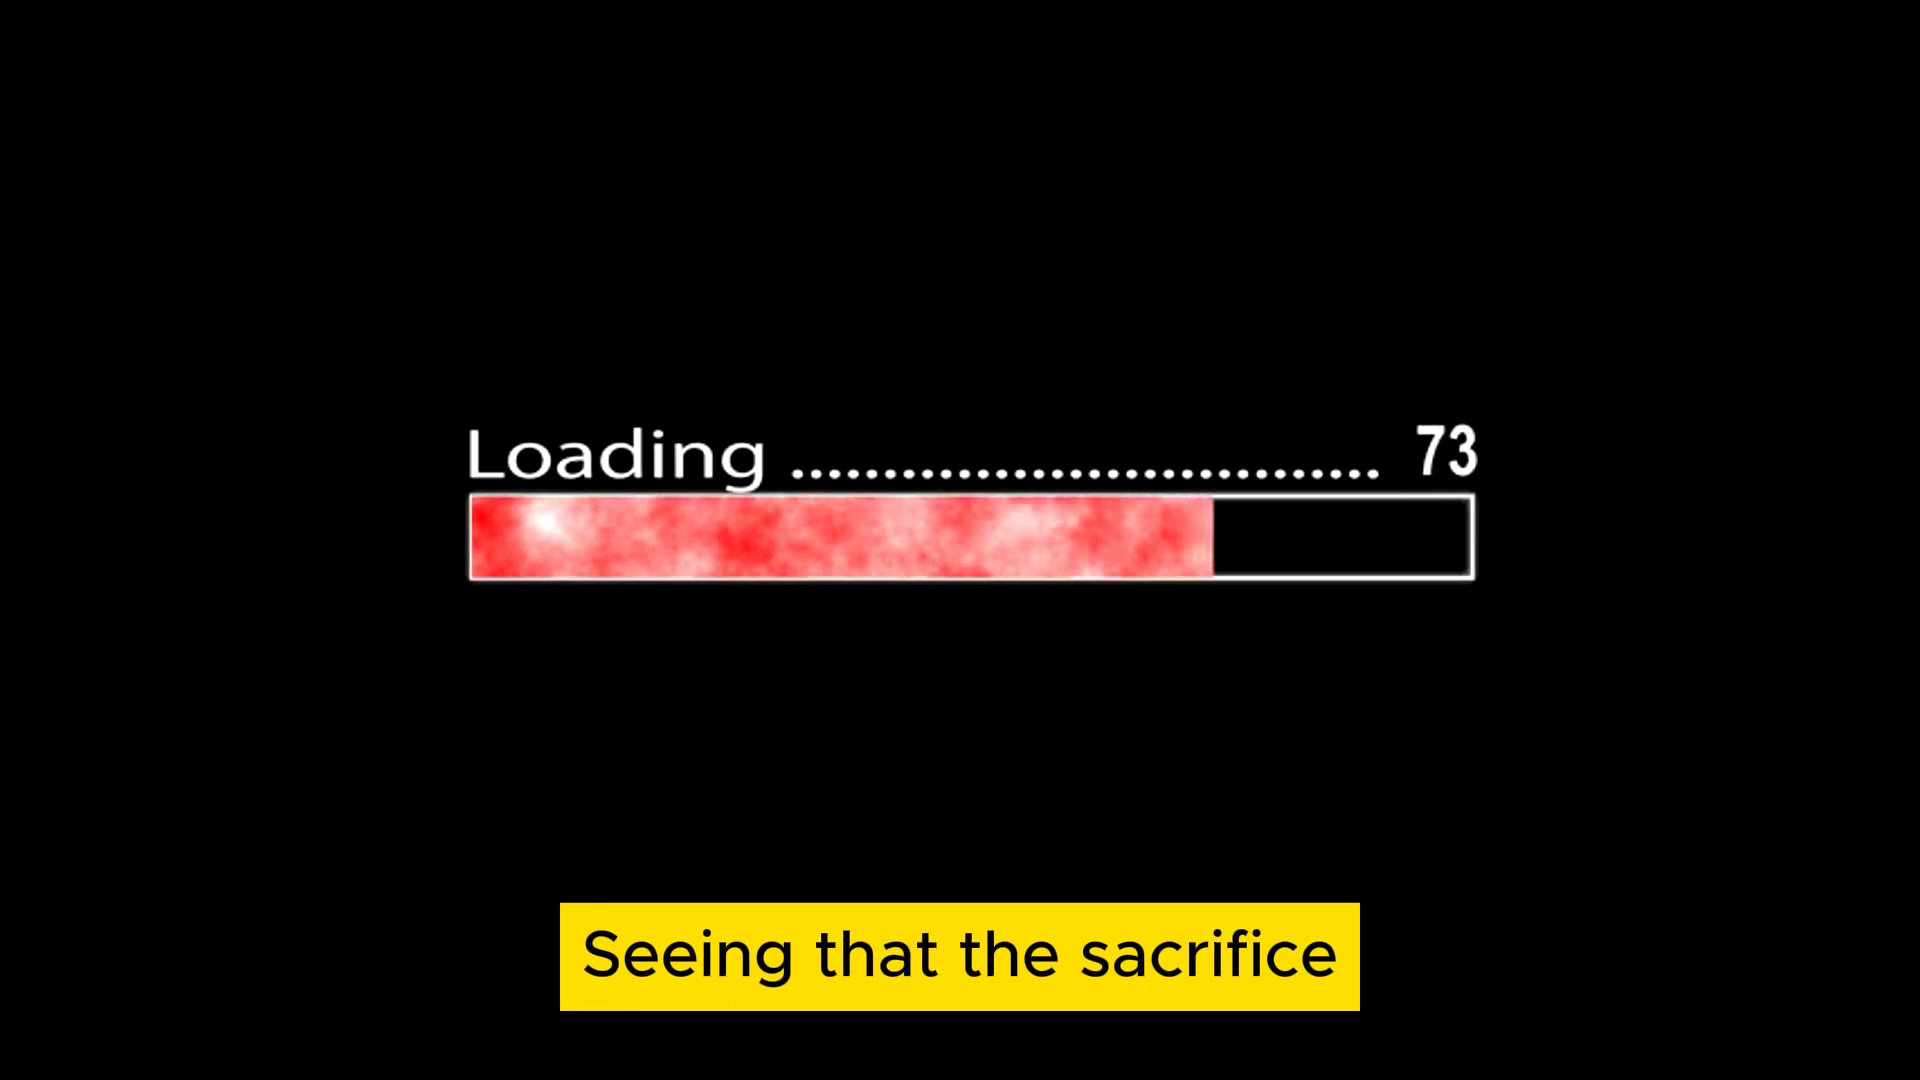 Loading ................................ 73
Seeing that the sacrifice